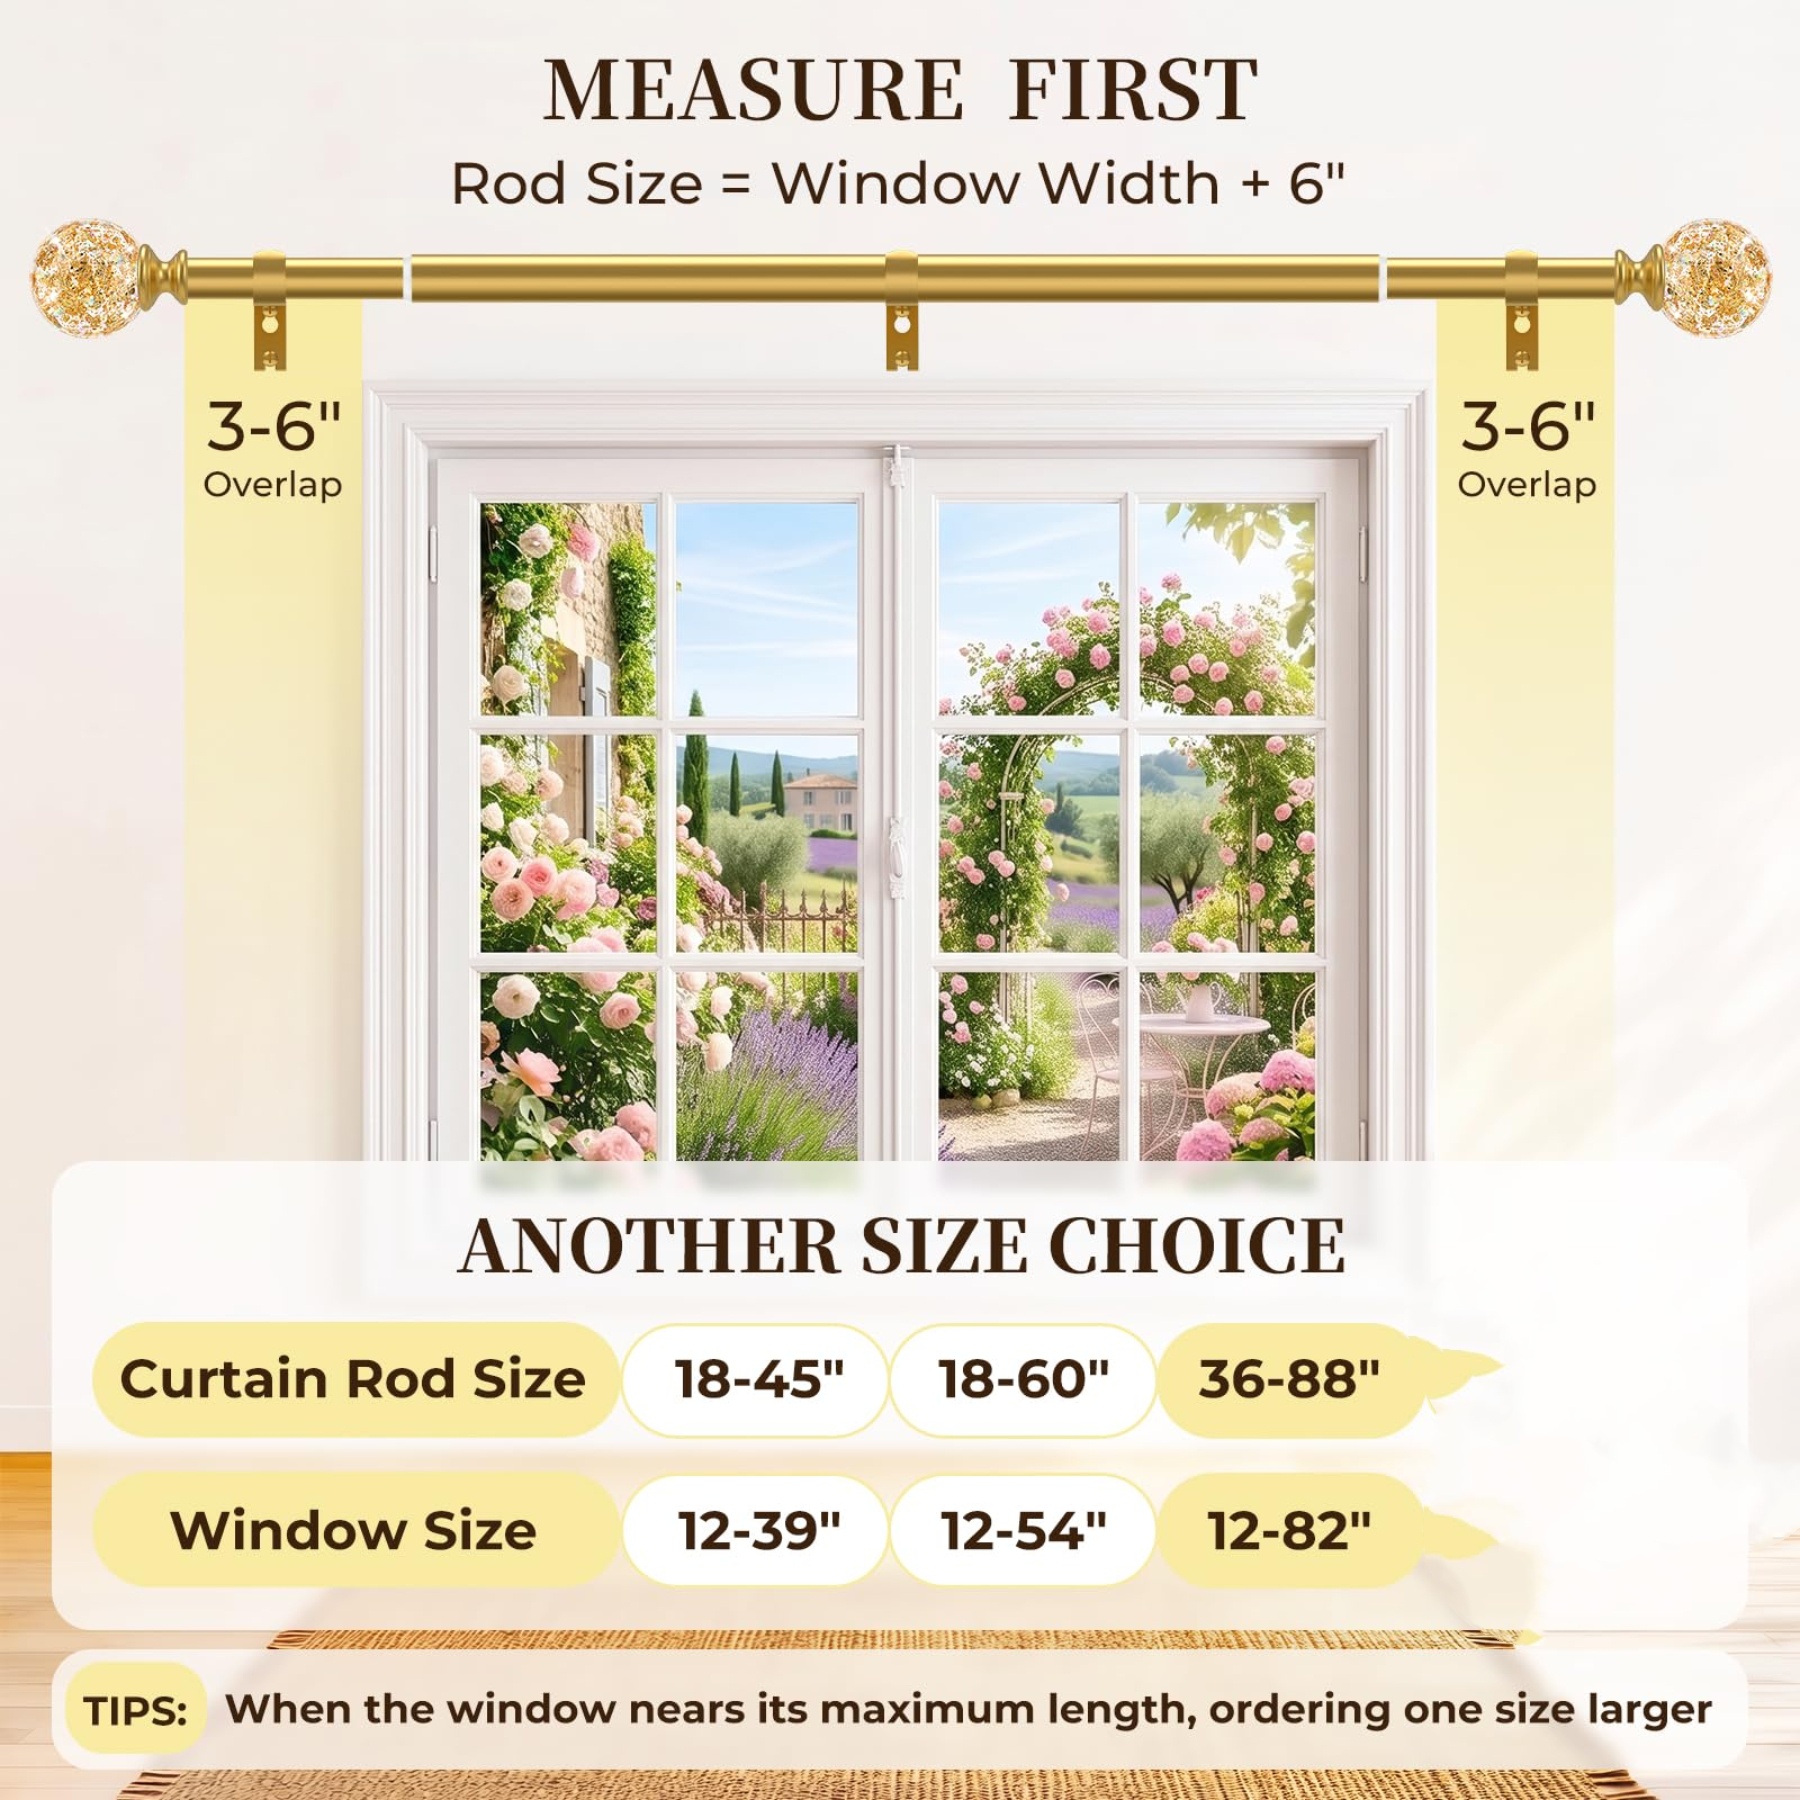 MEASURE FIRST
Rod Size = Window Width + 6"
3-6" 3-6"
Overlap Overlap
ANOTHER SIZE CHOICE
Curtain Rod Size 18-45" 18-60" 36-88"
Window Size 12-39" 12-54" 12-82"
TIPS: When the window nears its maximum length, ordering one size larger